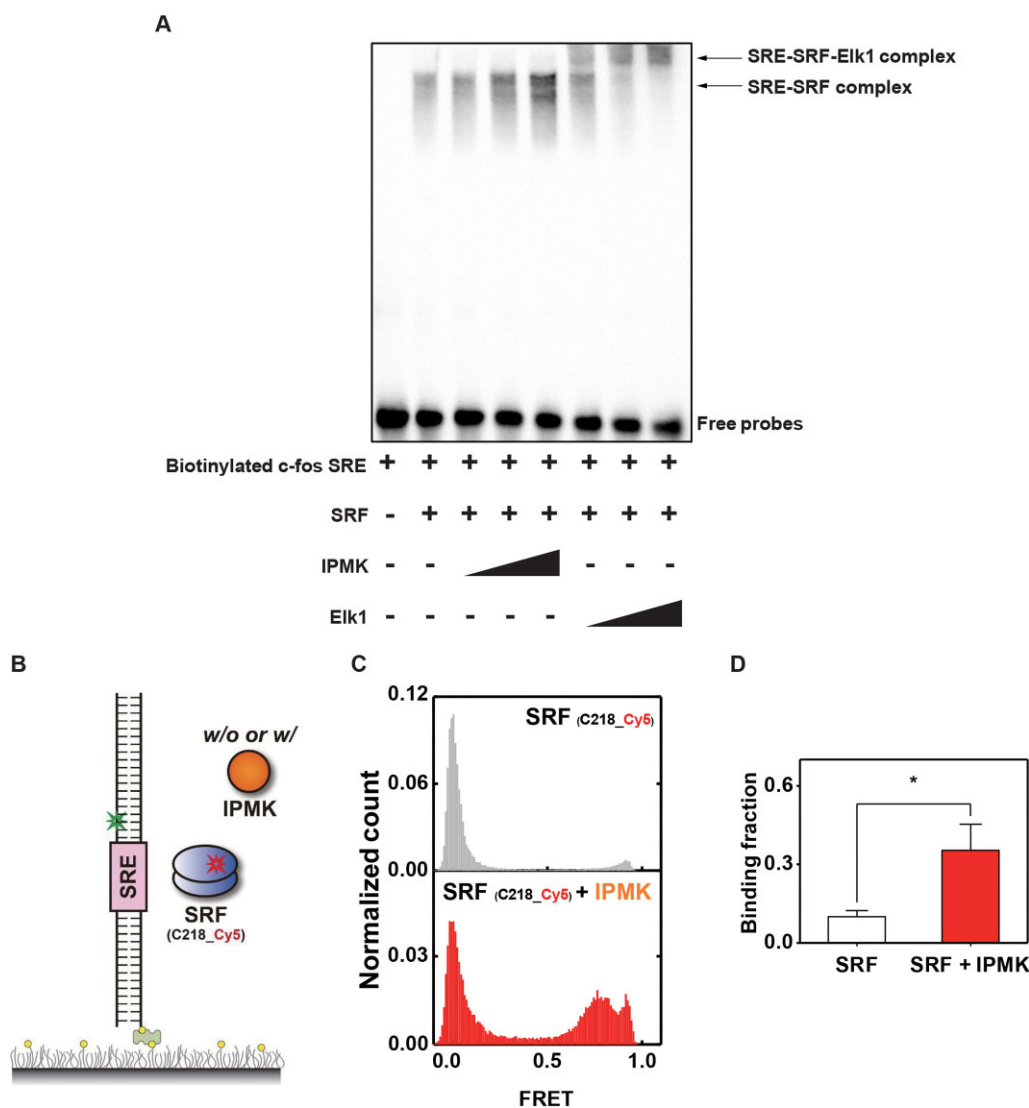 A
SRE-SRF-Elk1 complex
SRE-SRF complex
Free probes
Biotinylated c-fos SRE + + + + + + + +
SRF - + + + + + + +
IPMK - - - - -
Elk1 - - - - -
B
w/o or w/
IPMK
SRE
SRF
(C218_Cy5)
C
Normalized count
0.12
0.06
0.00
SRF (C218_Cy5)
SRF (C218_Cy5) + IPMK
0.03
0.00
0.0 0.5 1.0
FRET
D
Binding fraction
0.6
0.3
0.0
*
SRF SRF + IPMK